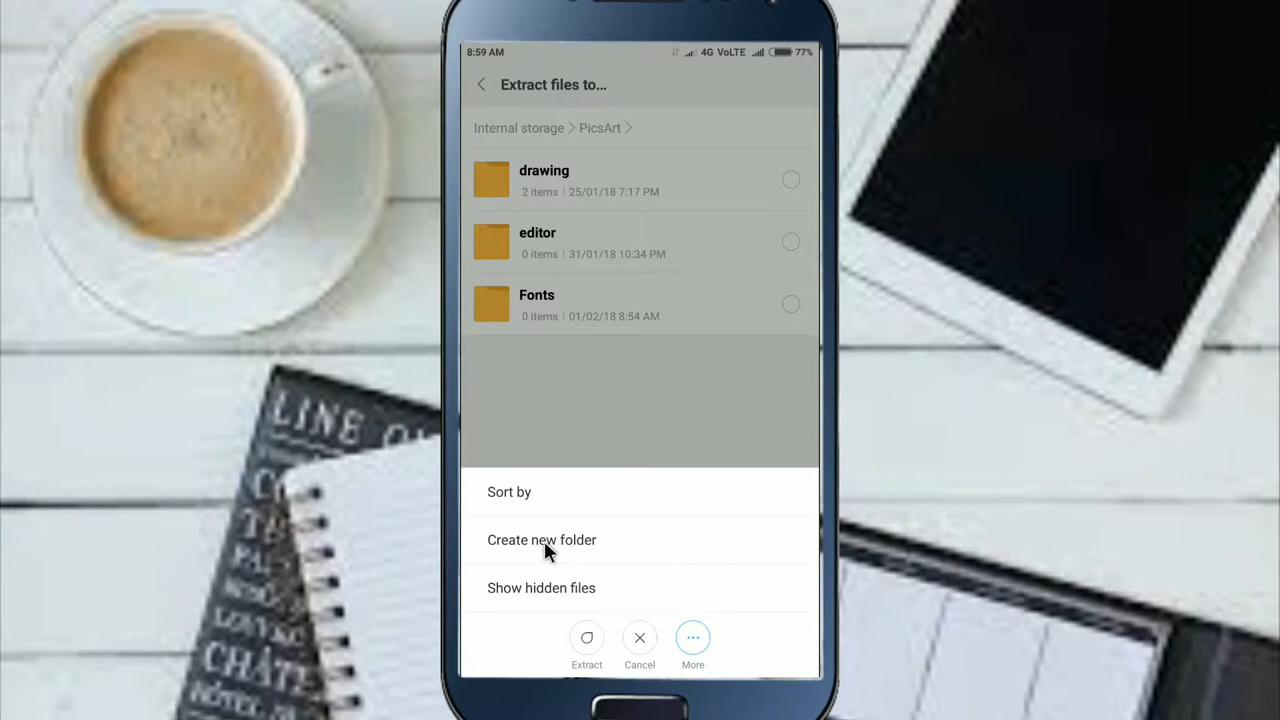 8:59 AM 4G VoLTE 77%
Extract files to...
Internal storage PicsArt
drawing
2 items | 25/01/18 7:17 PM
editor
0 items | 31/01/18 10:34 PM
Fonts
0 items | 01/02/18 8:54 AM
Sort by
Create new folder
Show hidden files
Extract Cancel More
LINE
CHÂTE
HÔTEL